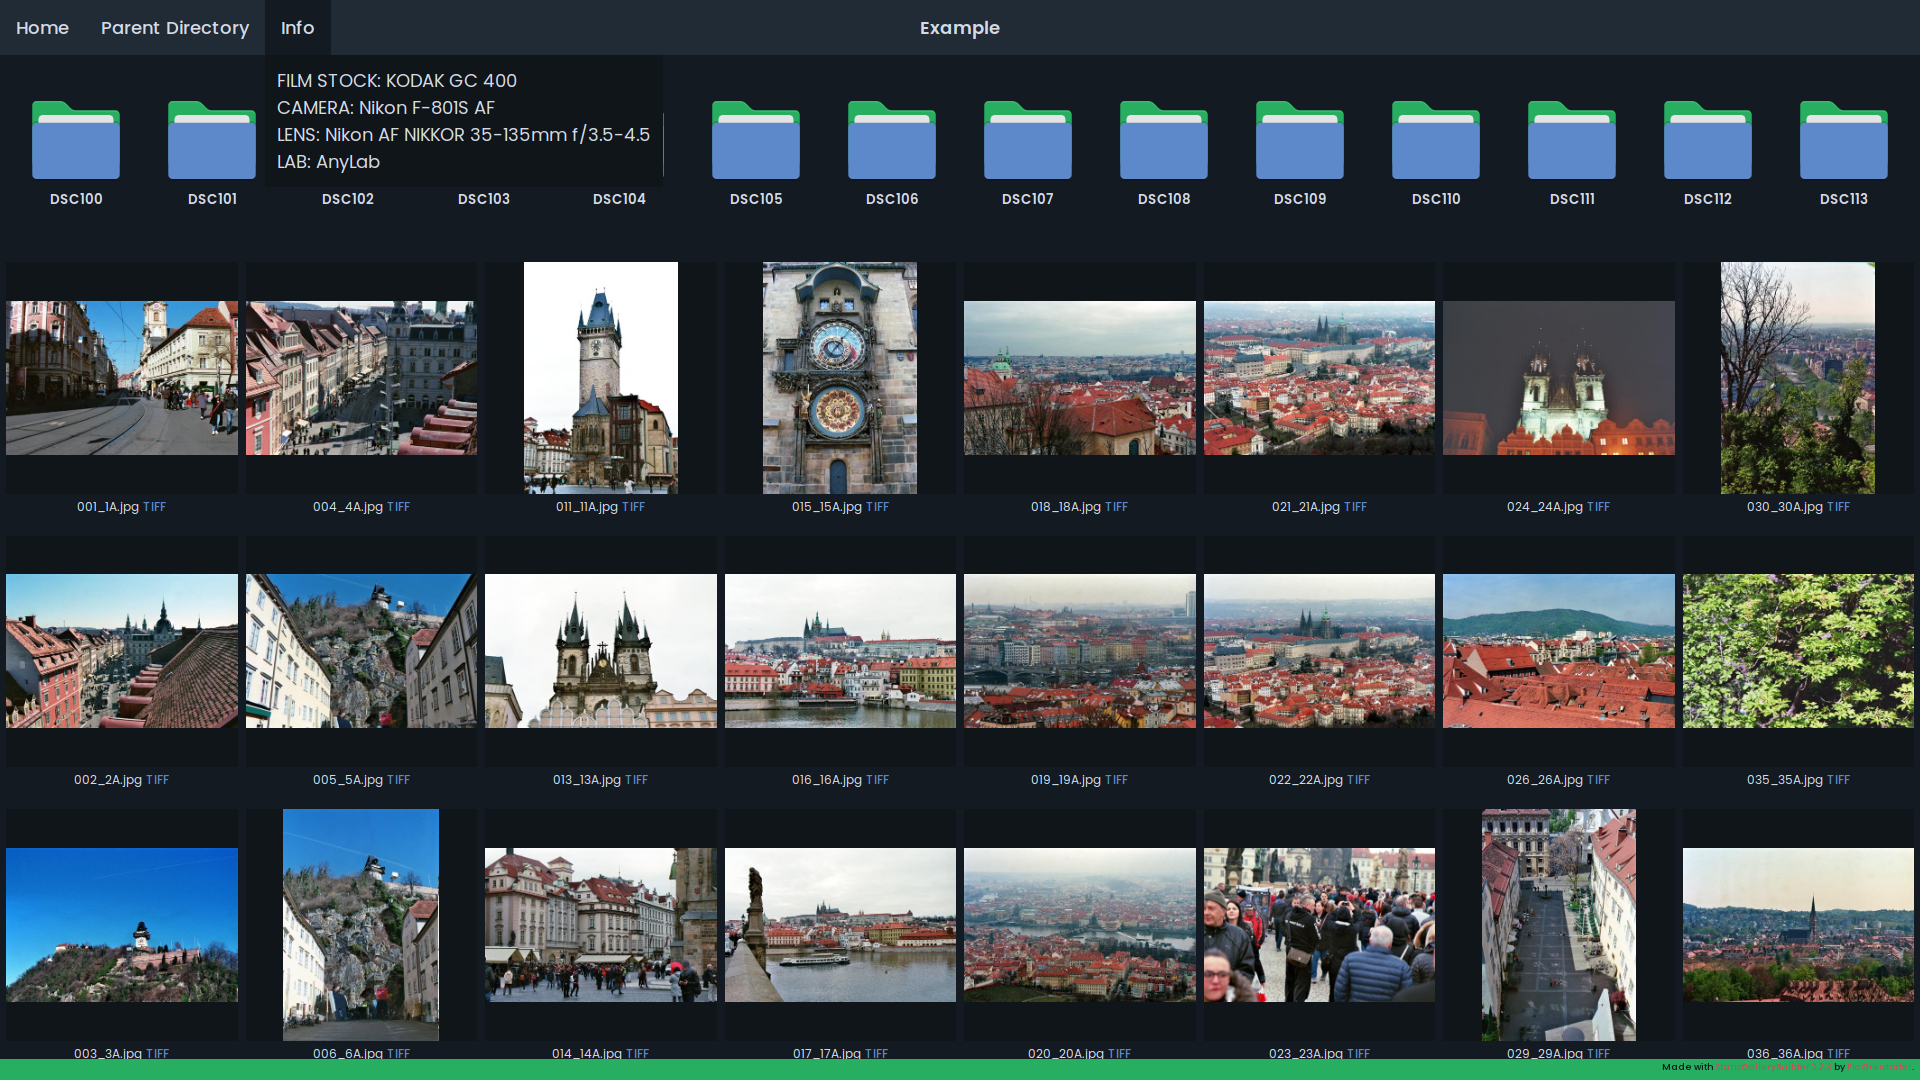 Home Parent Directory Info Example
FILM STOCK: KODAK GC 400
CAMERA: Nikon F-801S AF
LENS: Nikon AF NIKKOR 35-135mm f/3.5-4.5
LAB: AnyLab
DSC100 DSC101 DSC102 DSC103 DSC104 DSC105 DSC106 DSC107 DSC108 DSC109 DSC110 DSC111 DSC112 DSC113
001_1A.jpg TIFF 004_4A.jpg TIFF 011_11A.jpg TIFF 015_15A.jpg TIFF 018_18A.jpg TIFF 021_21A.jpg TIFF 024_24A.jpg TIFF 030_30A.jpg TIFF
002_2A.jpg TIFF 005_5A.jpg TIFF 013_13A.jpg TIFF 016_16A.jpg TIFF 019_19A.jpg TIFF 022_22A.jpg TIFF 026_26A.jpg TIFF 035_35A.jpg TIFF
003_3A.jpg TIFF 006_6A.jpg TIFF 014_14A.jpg TIFF 017_17A.jpg TIFF 020_20A.jpg TIFF 023_23A.jpg TIFF 029_29A.jpg TIFF 036_36A.jpg TIFF
Made with by